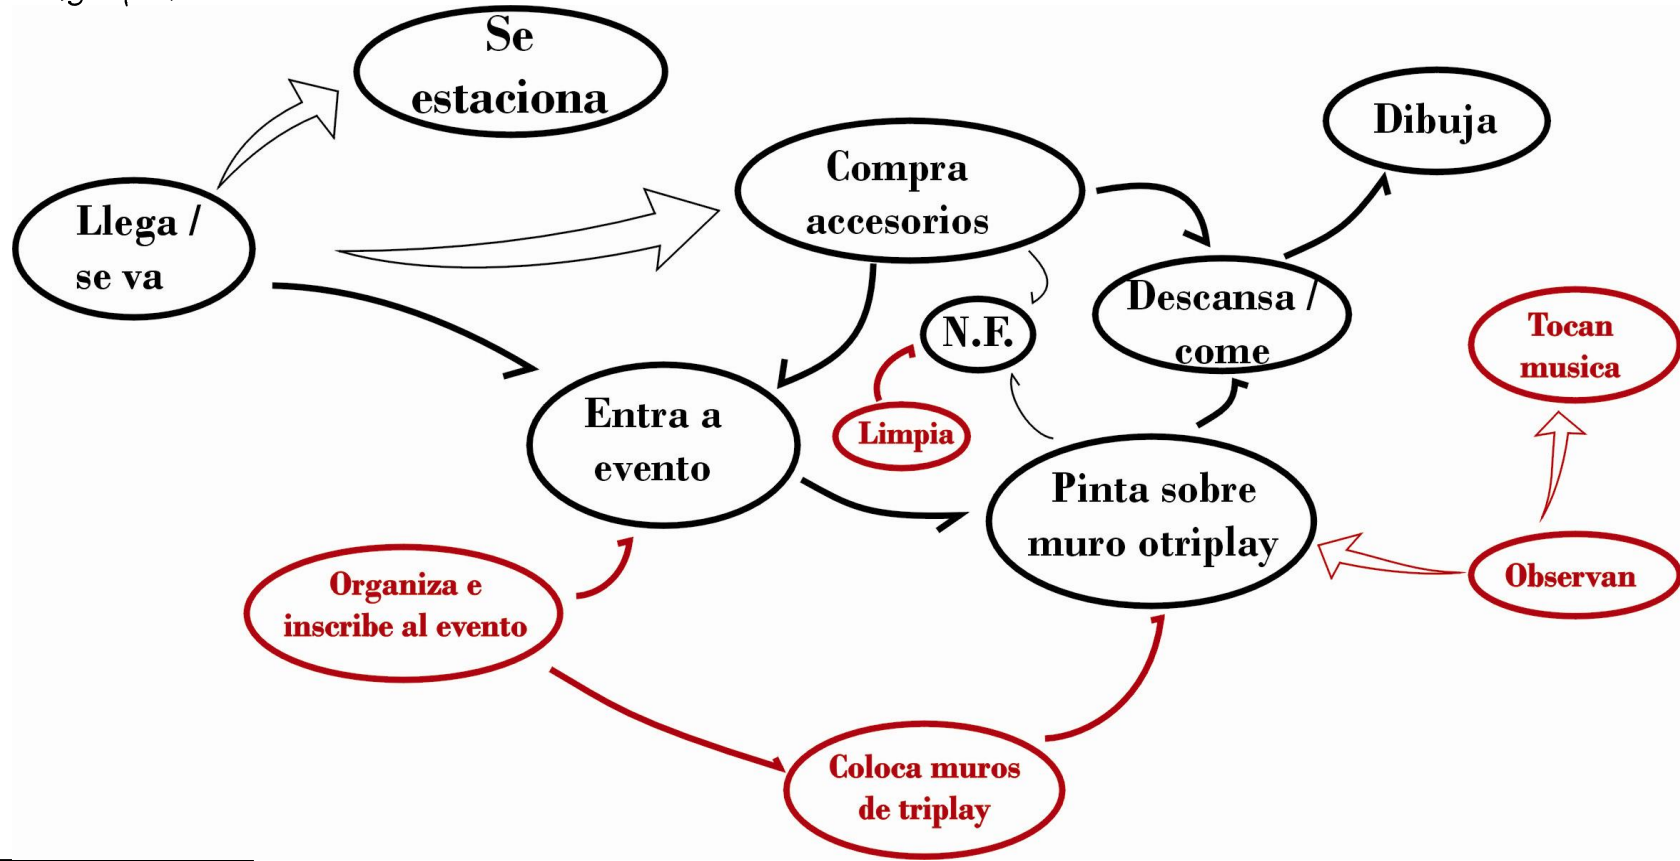 Se
estaciona
Dibuja
Compra
accesorios
Llega /
se va
Descansa /
come
N.F.
Tocan
musica
Entra a
evento
Limpia
Pinta sobre
muro otriplay
Observan
Organiza e
inscribe al evento
Coloca muros
de triplay